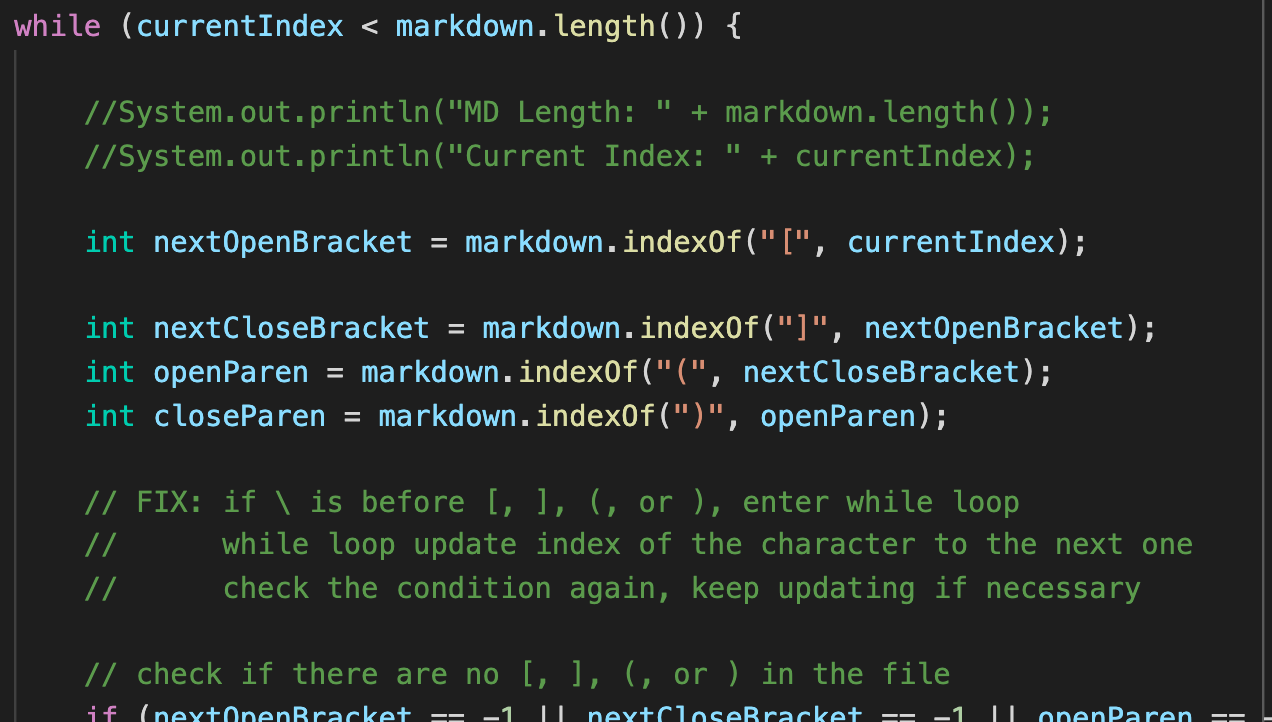 while (currentIndex < markdown.length()) {
//System.out.println("MD Length: " + markdown.length());
//System.out.println("Current Index: " + currentIndex);
int nextOpenBracket = markdown.indexOf("[", currentIndex);
int nextCloseBracket = markdown.indexOf("]", nextOpenBracket);
int openParen = markdown.indexOf("(", nextCloseBracket);
int closeParen = markdown.indexOf(")", openParen);
// FIX: if \ is before [, ], (, or ), enter while loop
//      while loop update index of the character to the next one
//      check the condition again, keep updating if necessary
// check if there are no [, ], (, or ) in the file
if (nextOpenBracket == -1 || nextCloseBracket == -1 || openParen == -